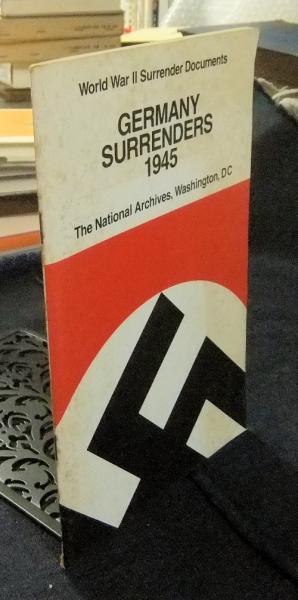 World War II Surrender Documents
GERMANY
SURRENDERS
1945
The National Archives, Washington, DC